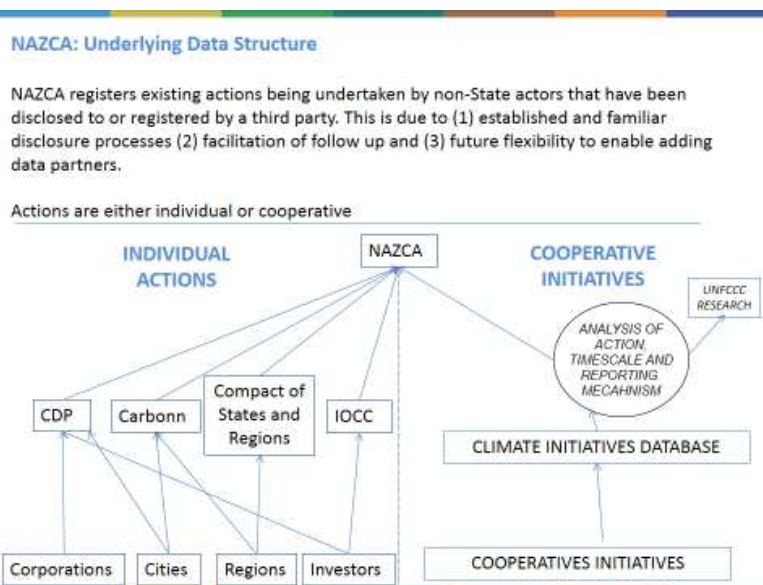 NAZCA: Underlying Data Structure
NAZCA registers existing actions being undertaken by non-State actors that have been
disclosed to or registered by a third party. This is due to (1) established and familiar
disclosure processes (2) facilitation of follow up and (3) future flexibility to enable adding
data partners.
Actions are either individual or cooperative
INDIVIDUAL
ACTIONS
NAZCA
COOPERATIVE
INITIATIVES
UNFCCC
RESEARCH
ANALYSIS OF
ACTION,
TIMESCALE AND
REPORTING
MECAHNISM
CDP
Carbonn
Compact of
States and
Regions
IOCC
CLIMATE INITIATIVES DATABASE
Corporations
Cities
Regions
Investors
COOPERATIVES INITIATIVES